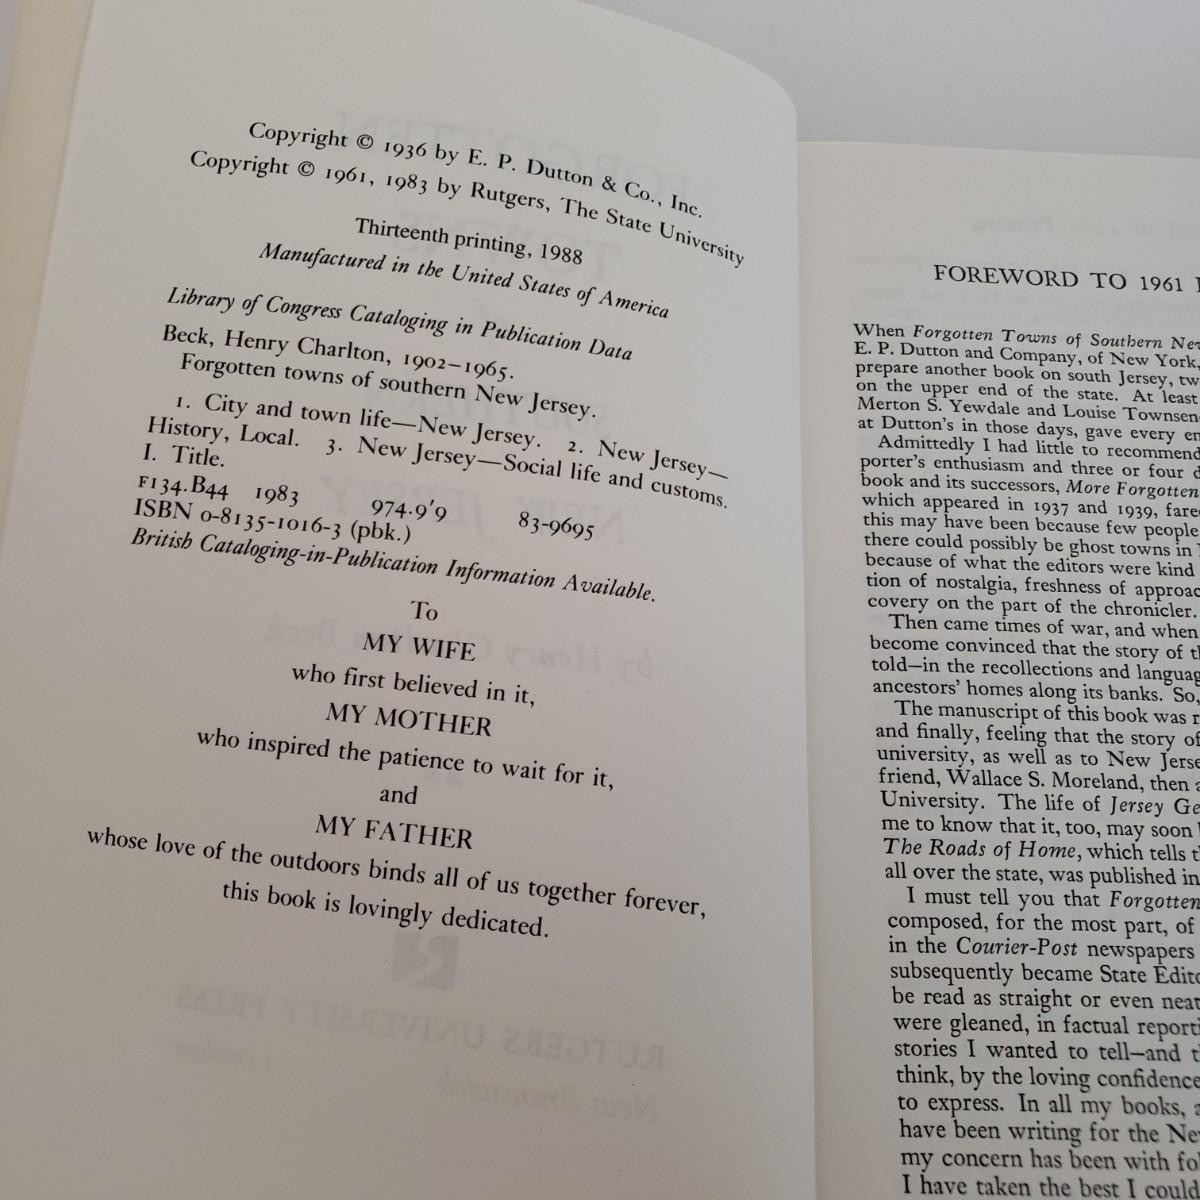 Copyright © 1936 by E. P. Dutton & Co., Inc.
Copyright © 1961, 1983 by Rutgers, The State University
Thirteenth printing, 1988
Manufactured in the United States of America
Library of Congress Cataloging in Publication Data
Beck, Henry Charlton, 1902–1965.
Forgotten towns of southern New Jersey.
1. City and town life—New Jersey. 2. New Jersey—
History, Local. 3. New Jersey—Social life and customs.
I. Title.
F134.B44 1983 974.9'9 83-9695
ISBN 0-8135-1016-3 (pbk.)
British Cataloging-in-Publication Information Available.
To
MY WIFE
who first believed in it,
MY MOTHER
who inspired the patience to wait for it,
and
MY FATHER
whose love of the outdoors binds all of us together forever,
this book is lovingly dedicated.
FOREWORD TO 1961
When Forgotten Towns of Southern
E. P. Dutton and Company, of New York,
prepare another book on south Jersey,
on the upper end of the state. At least
Merton S. Yewdale and Louise
at Dutton's in those days, gave every
Admittedly I had little to recommend
porter's enthusiasm and three or four
book and its successors, More Forgotten
which appeared in 1937 and 1939,
this may have been because few people
there could possibly be ghost towns in
because of what the editors were kind
tion of nostalgia, freshness of
covery on the part of the chronicler.
Then came times of war, and when
become convinced that the story of
told—in the recollections and
ancestors' homes along its banks. So,
The manuscript of this book was
and finally, feeling that the story of
university, as well as to New
friend, Wallace S. Moreland, then
University. The life of Jersey
me to know that it, too, may soon
The Roads of Home, which tells
all over the state, was published in
I must tell you that Forgotten
composed, for the most part, of
in the Courier-Post newspapers
subsequently became State
be read as straight or even
were gleaned, in factual
stories I wanted to tell—and
think, by the loving confidence
to express. In all my books,
have been writing for the
my concern has been with
I have taken the best I could